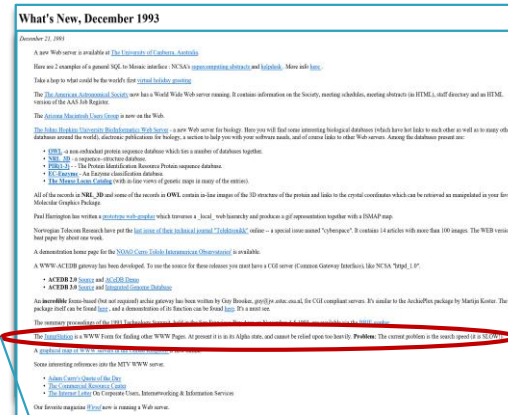 What's New, December 1993
December 21, 1993
A new Web server is available at The University of Canberra, Australia.
Here are 2 examples of a general SQL to Mosaic interface : NCSA's supercomputing abstracts and helpdesk . More info here .
Take a hop to what could be the world's first virtual holiday greeting
The The American Astronomical Society now has a World Wide Web server running. It contains information on the Society, meeting schedules, meeting abstracts (in HTML), staff directory and an HTML
version of the AAS Job Register.
The Arizona Macintosh Users Group is now on the Web.
The Johns Hopkins University BioInformatics Web Server - a new Web server for biology. Here you will find some interesting biological databases (which have hot links to each other as well as to many othe
databases around the world), electronic publications for biology, a section to help you with your software needs, and of course links to other Web servers. Among the database present are:
• OWL -a non-redundant protein sequence database which ties a number of databases together.
• NRL_3D - a sequence--structure database.
• PIR(1-3) - - The Protein Identification Resource Protein sequence database.
• EC-Enzyme - An Enzyme classification database.
• The Mouse Locus Catalog (with in-line views of genetic maps in many of the entries).
All of the records in NRL_3D and some of the records in OWL contain in-line images of the 3D structure of the protein and links to the crystal coordinates which can be retrieved an manipulated in your favo
Molecular Graphics Package.
Paul Harrington has written a prototype web-grapher which traverses a _local_ web hierarchy and produces a gif representation together with a ISMAP map.
Norwegian Telecom Research have put the last issue of their technical journal "Telektronikk" online -- a special issue named "cyberspace". It contains 14 articles with more than 100 images. The WEB versio
beat paper by about one week.
A demonstration home page for the NOAO Cerro Tololo Interamerican Observatories' is available.
A WWW-ACEDB gateway has been developed. To use the source for these releases you must have a CGI server (Common Gateway Interface), like NCSA "httpd_1.0".
• ACEDB 2.0 Source and ACeDB Demo
• ACEDB 3.0 Source and Integrated Genome Database
An incredible forms-based (but not required) archie gateway has been written by Guy Brooker, for CGI compliant servers. It's similar to the ArchiePlex package by Martijn Koster. The
package itself can be found here , and a demonstration of its function can be found here . It's a must see.
The JumpStation is a WWW Form for finding other WWW Pages. At present it is in its Alpha state, and cannot be relied upon too heavily. Problem: The current problem is the search speed (it is SLOW!)
Some interesting references into the MTV WWW server.
• Adam Curry's Quote of the Day
• The Commercial Resource Center
• The Internet Letter On Corporate Users, Internetworking & Information Services
Our favorite magazine Wired now is running a Web server.